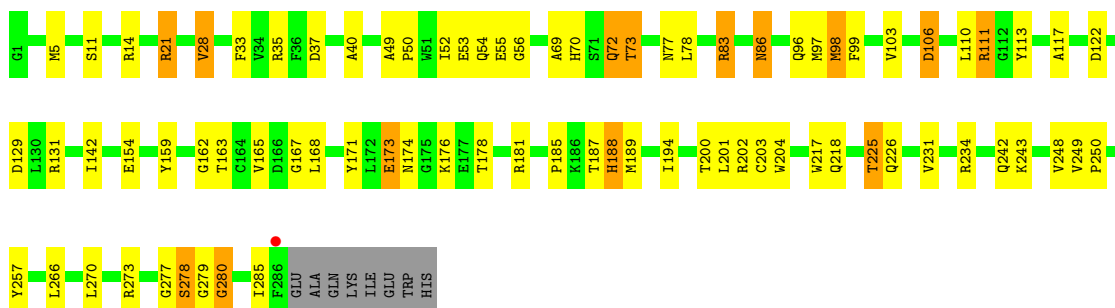 G1 M5 S11 R14 R21 V28 F33 V34 R35 F36 D37 A40 A49 P50 W51 I52 E53 Q54 E55 G56 A69 H70 S71 Q72 T73 N77 L78 R83 N86 Q96 M97 M98 F99 V103 D106 L110 R111 G112 Y113 A117 D122
D129 L130 R131 I142 E154 Y159 G162 T163 C164 V165 D166 G167 L168 Y171 L172 E173 N174 G175 K176 E177 T178 R181 P185 K186 T187 H188 M189 I194 T200 L201 R202 C203 W204 W217 Q218 T225 Q226 V231 R234 Q242 K243 V248 V249 P250
Y257 L266 L270 R273 G277 S278 G279 G280 I285 F286 GLU ALA GLN LYS ILE GLU TRP HIS